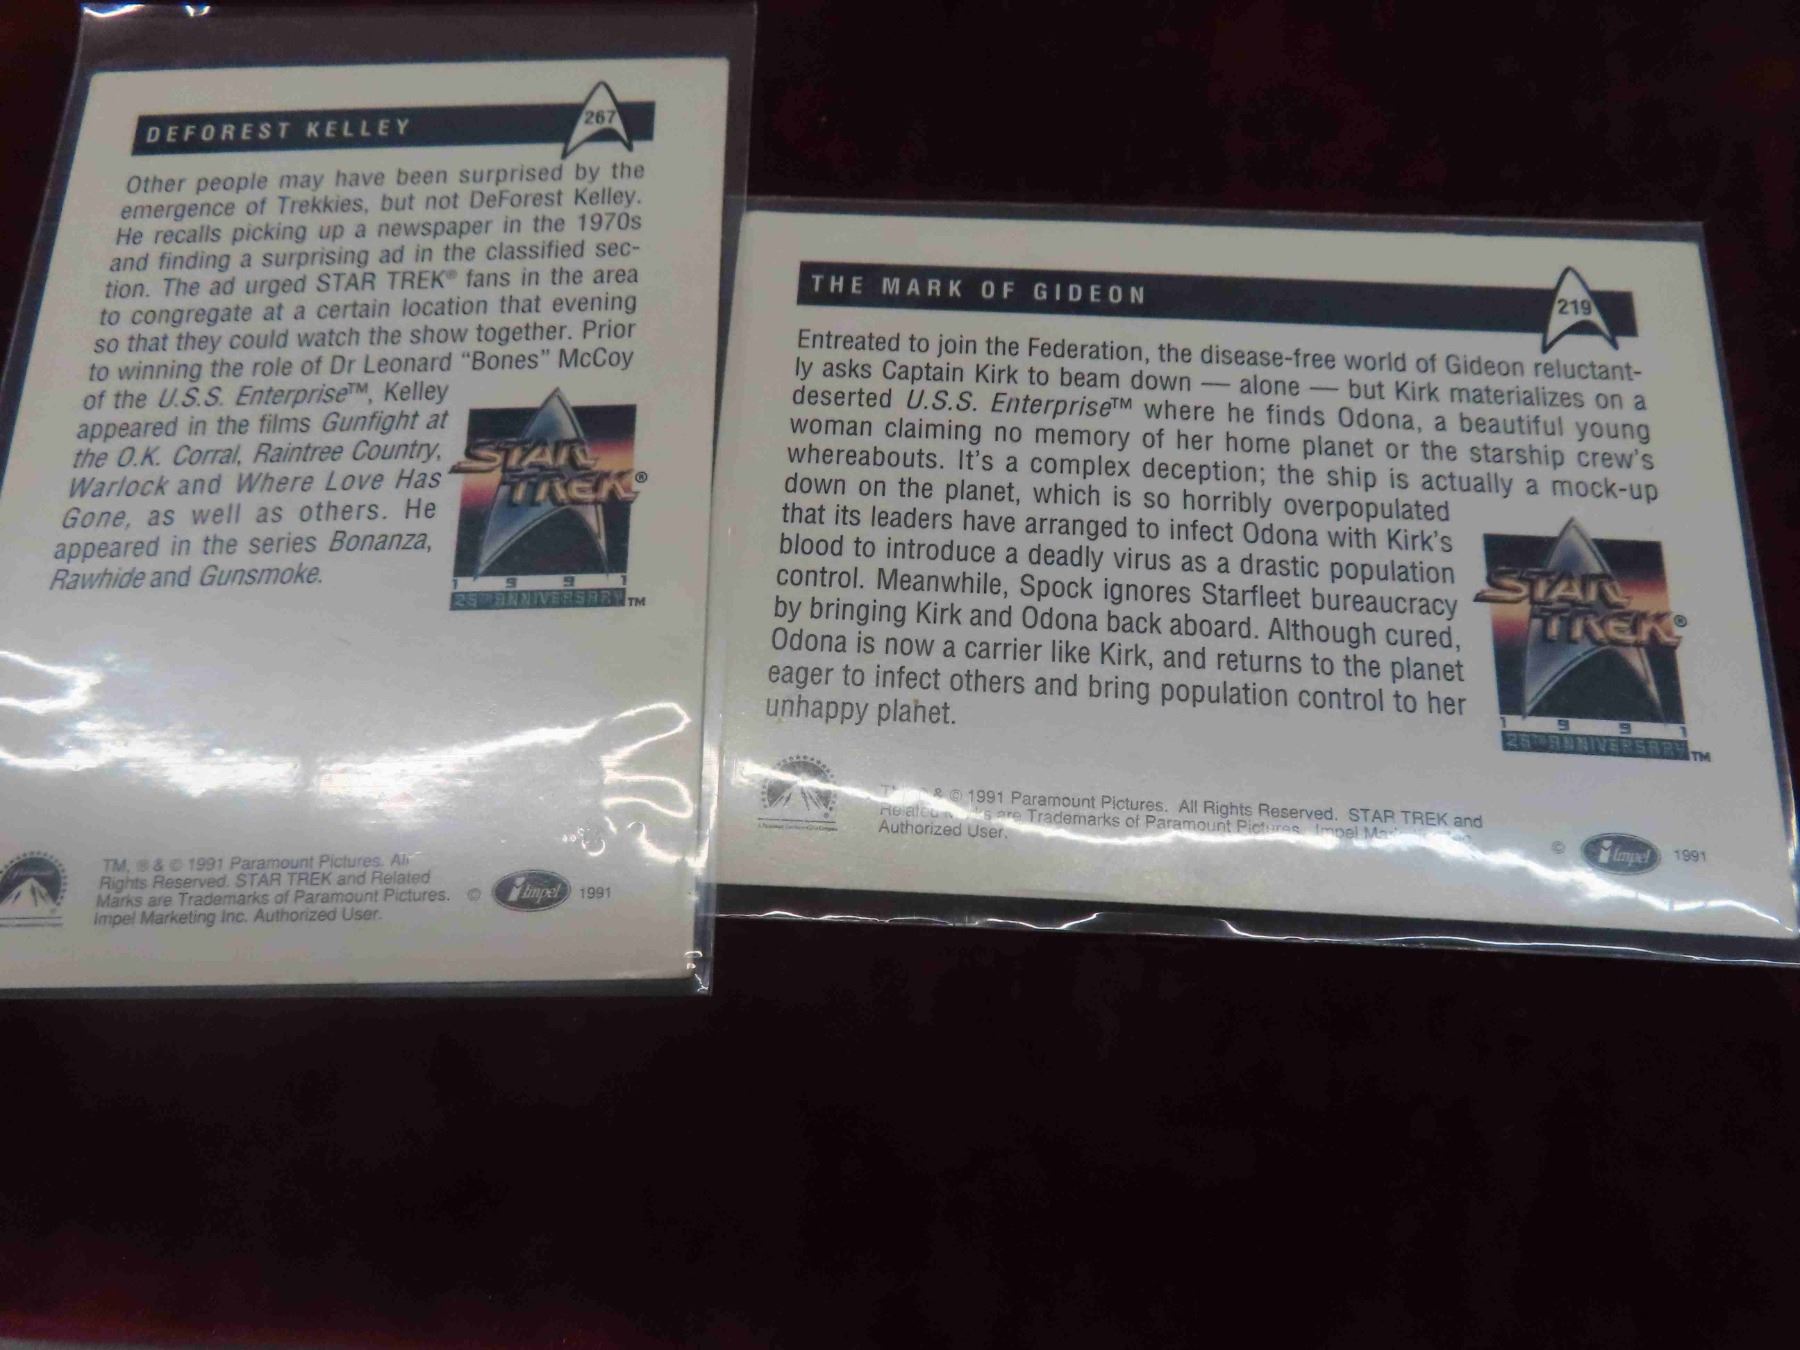 DEFOREST KELLEY
267
Other people may have been surprised by the
emergence of Trekkies, but not DeForest Kelley.
He recalls picking up a newspaper in the 1970s
and finding a surprising ad in the classified sec-
tion. The ad urged STAR TREK® fans in the area
to congregate at a certain location that evening
so that they could watch the show together. Prior
to winning the role of Dr Leonard "Bones" McCoy
of the U.S.S. Enterprise™, Kelley
appeared in the films Gunfight at
the O.K. Corral, Raintree Country,
Warlock and Where Love Has
Gone, as well as others. He
appeared in the series Bonanza,
Rawhide and Gunsmoke.
STAR
TREK®
1 9 9 1
25TH ANNIVERSARY™
TM, ® & © 1991 Paramount Pictures. All
Rights Reserved. STAR TREK and Related
Marks are Trademarks of Paramount Pictures.
Impel Marketing Inc. Authorized User.
© Impel 1991
THE MARK OF GIDEON
219
Entreated to join the Federation, the disease-free world of Gideon reluctant-
ly asks Captain Kirk to beam down — alone — but Kirk materializes on a
deserted U.S.S. Enterprise™ where he finds Odona, a beautiful young
woman claiming no memory of her home planet or the starship crew's
whereabouts. It's a complex deception; the ship is actually a mock-up
down on the planet, which is so horribly overpopulated
that its leaders have arranged to infect Odona with Kirk's
blood to introduce a deadly virus as a drastic population
control. Meanwhile, Spock ignores Starfleet bureaucracy
by bringing Kirk and Odona back aboard. Although cured,
Odona is now a carrier like Kirk, and returns to the planet
eager to infect others and bring population control to her
unhappy planet.
STAR
TREK®
1 9 9 1
25TH ANNIVERSARY™
& © 1991 Paramount Pictures. All Rights Reserved. STAR TREK and
Related are Trademarks of Paramount Pictures. Impel
Authorized User.
© Impel 1991